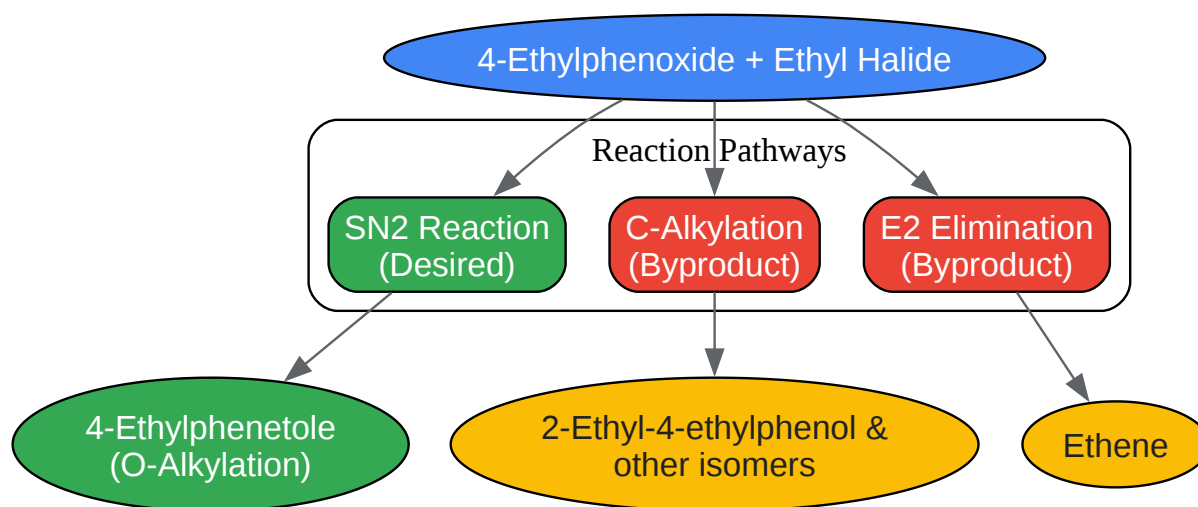 4-Ethylphenoxide + Ethyl Halide
Reaction Pathways
SN2 Reaction
(Desired)
C-Alkylation
(Byproduct)
E2 Elimination
(Byproduct)
4-Ethylphenetole
(O-Alkylation)
2-Ethyl-4-ethylphenol &
other isomers
Ethene